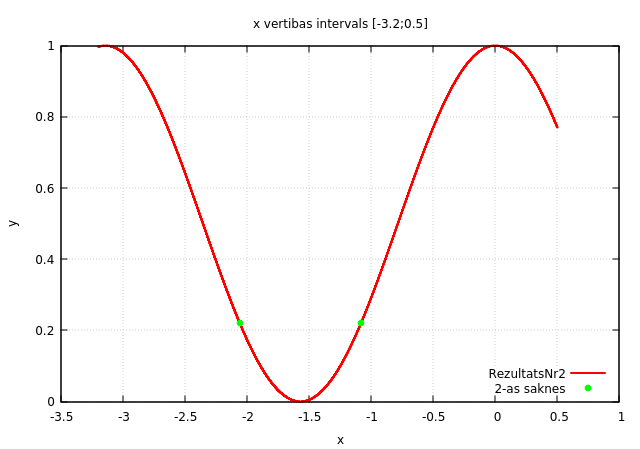 x vertibas intervals [-3.2;0.5]
1
0.8
0.6
0.4
0.2
0
y
-3.5 -3 -2.5 -2 -1.5 -1 -0.5 0 0.5 1
x
RezultatsNr2
2-as saknes